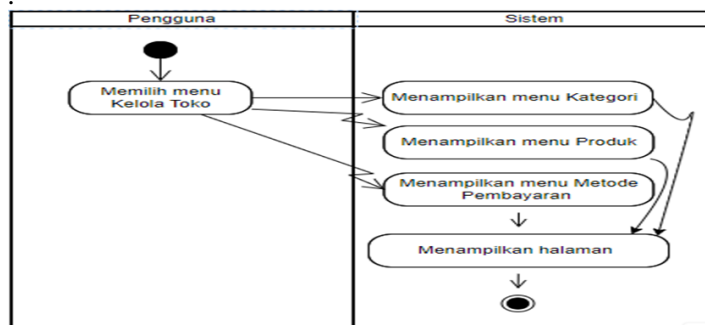 Pengguna
Sistem
Memilih menu
Kelola Toko
Menampilkan menu Kategori
Menampilkan menu Produk
Menampilkan menu Metode
Pembayaran
Menampilkan halaman